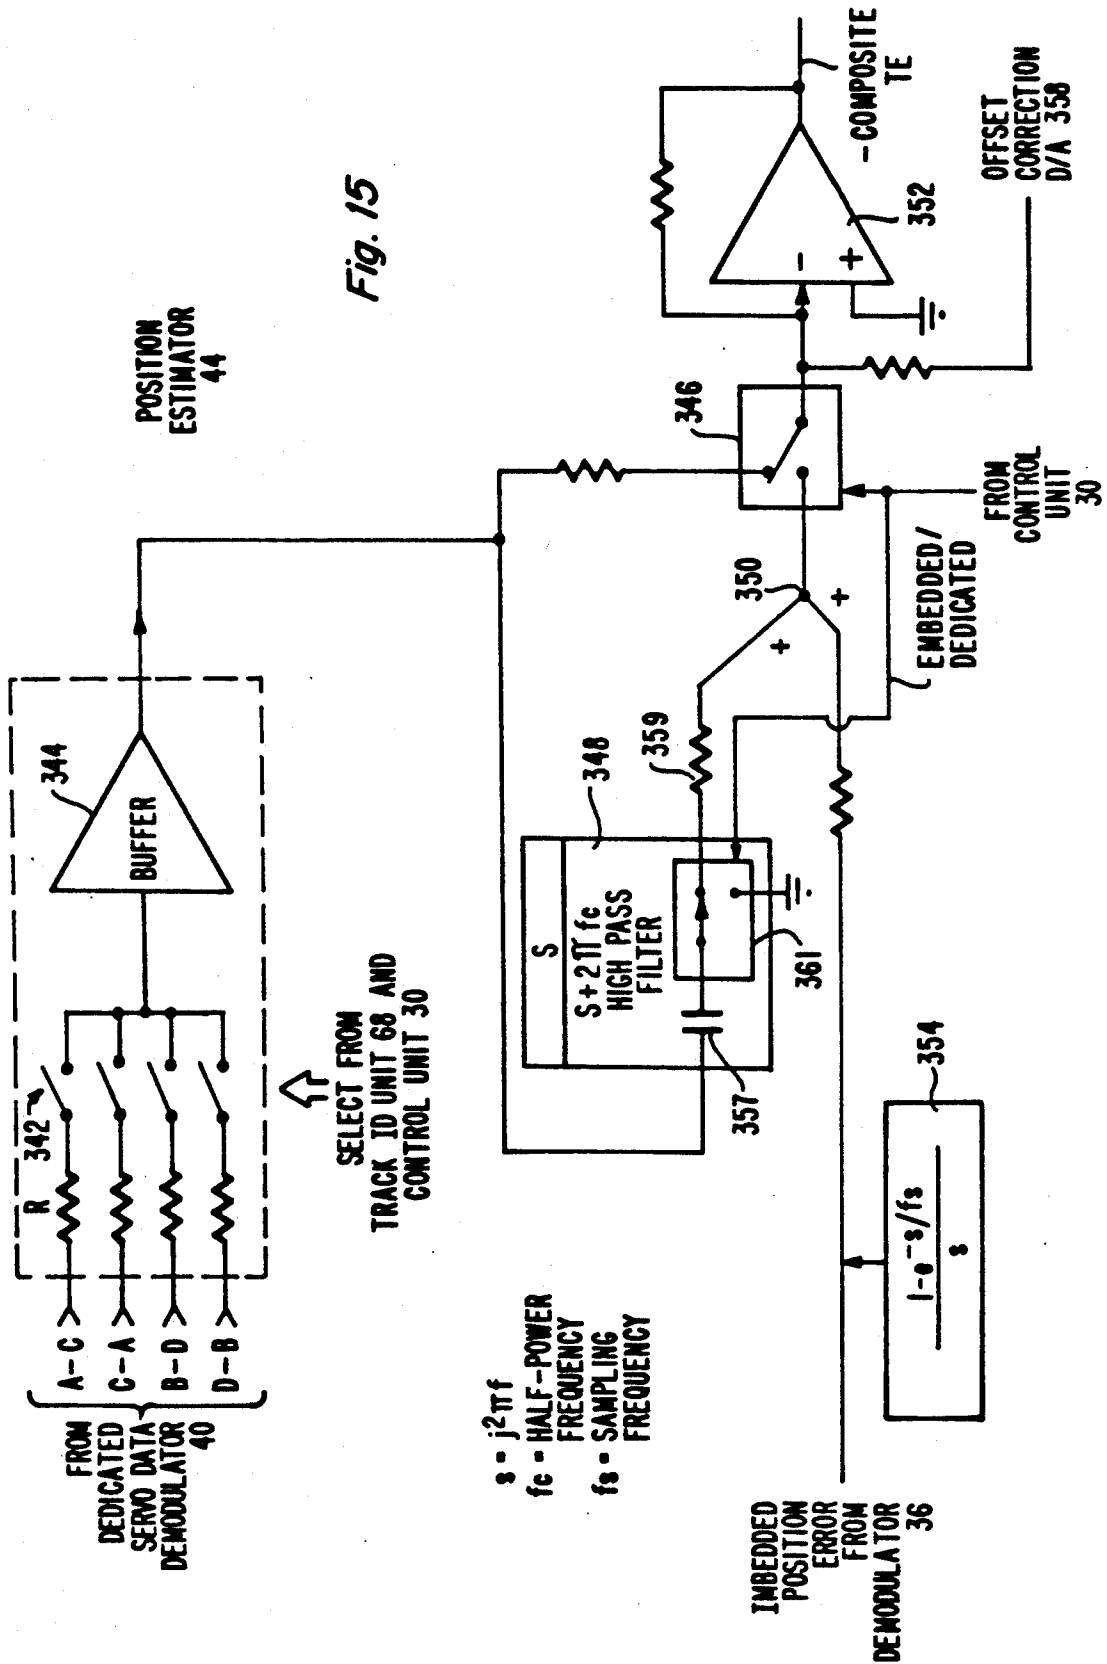 Fig. 15
POSITION
ESTIMATOR
44
FROM
DEDICATED
SERVO DATA
DEMODULATOR
40
A-C
C-A
B-D
D-B
R
342
344
BUFFER
SELECT FROM
TRACK ID UNIT 68 AND
CONTROL UNIT 30
s = j2πf
fc = HALF-POWER
FREQUENCY
fs = SAMPLING
FREQUENCY
S
S+2πfc
HIGH PASS
FILTER
348
357
361
359
350
+
+
346
-
+
352
-COMPOSITE
TE
OFFSET
CORRECTION
D/A 358
FROM
CONTROL
UNIT
30
EMBEDDED/
DEDICATED
IMBEDDED
POSITION
ERROR
FROM
DEMODULATOR
36
1-e-s/fs
s
354